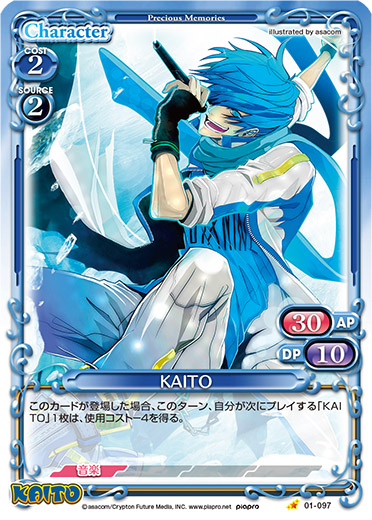 Precious Memories
Character
illustrated by asacom
COST
2
SOURCE
2
30 AP
DP 10
KAITO
このカードが登場した場合、このターン、自分が次にプレイする「KAI
TO」1枚は、使用コスト−4を得る。
音楽
KAITO
©asacom/Crypton Future Media, INC. www.piapro.net piapro
01-097